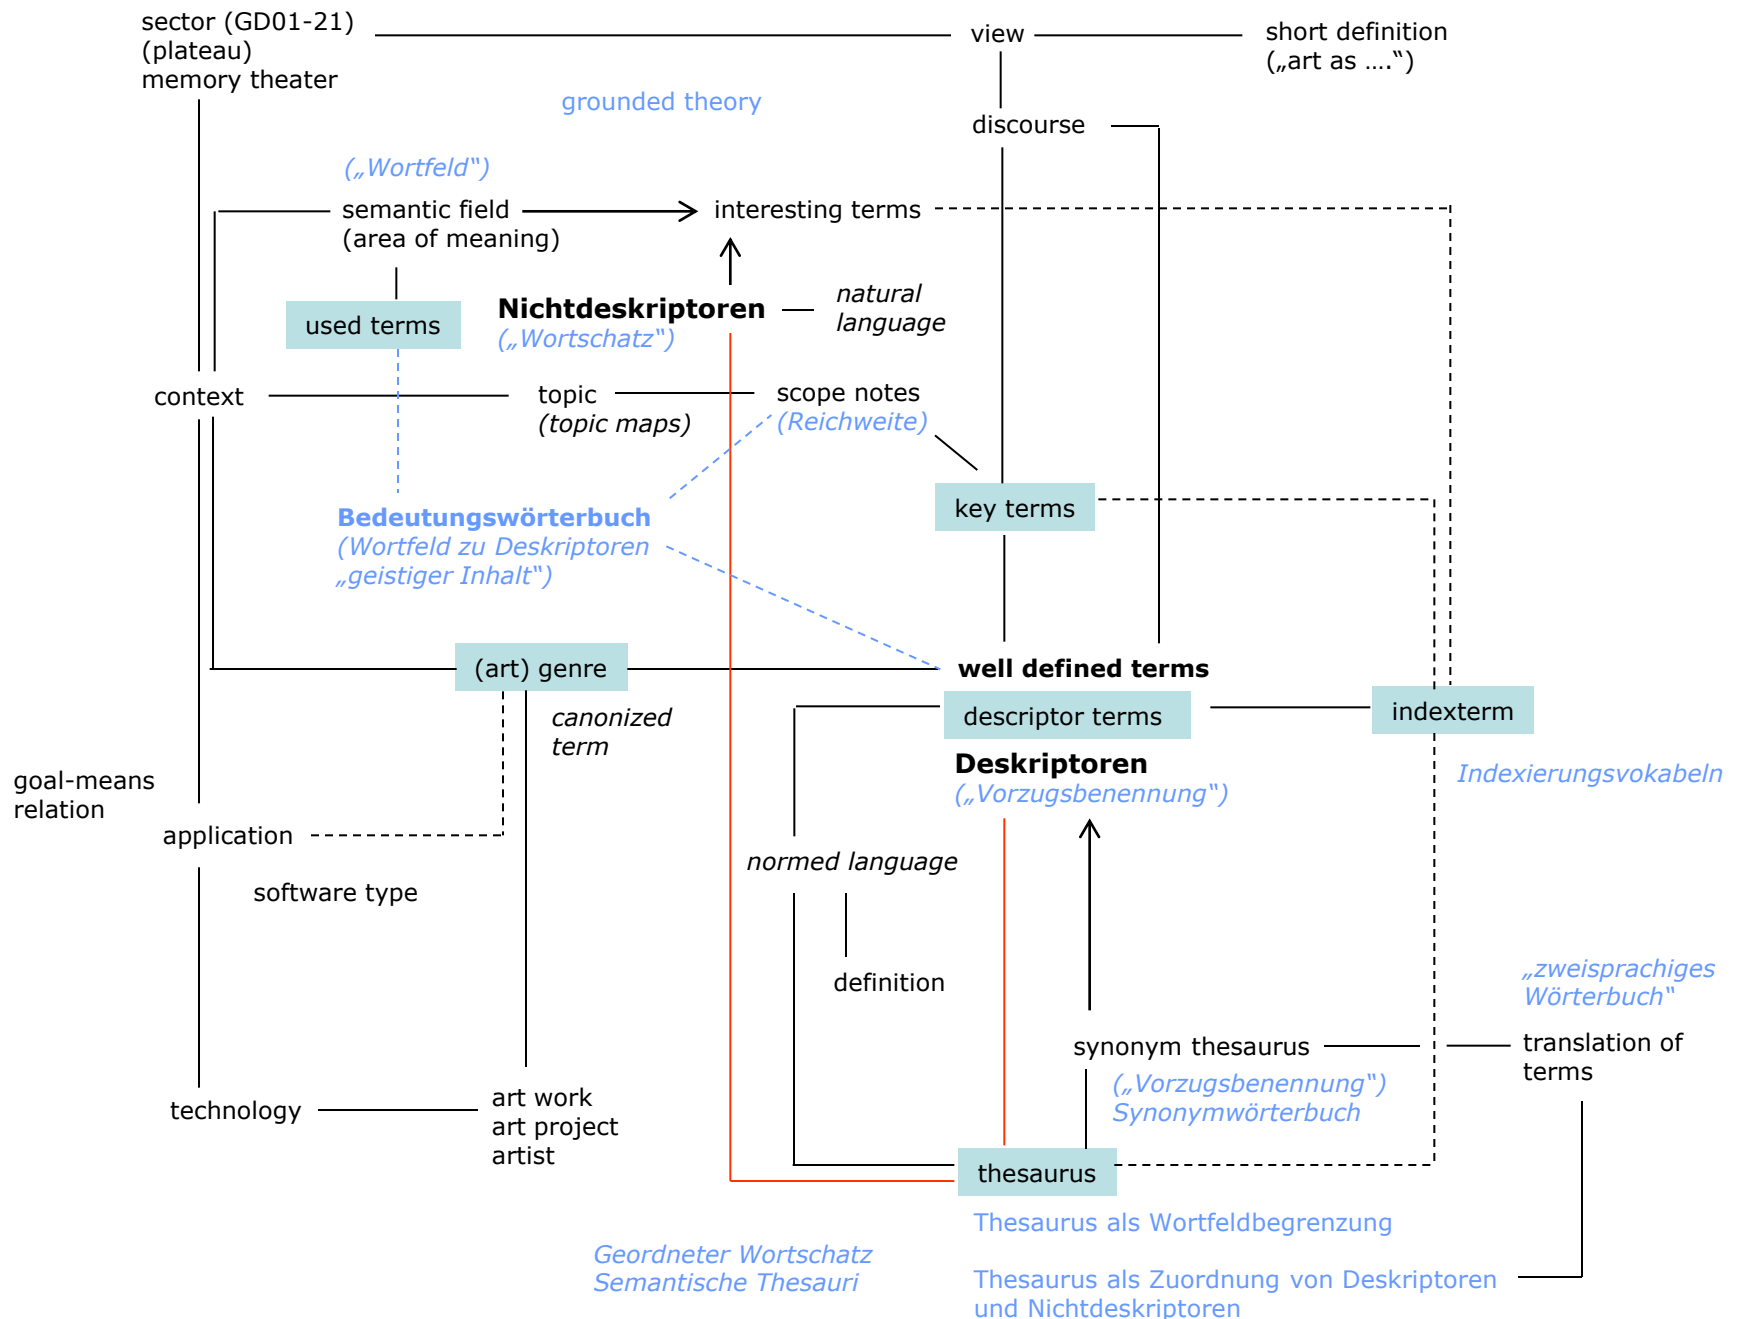 sector (GD01-21)
(plateau)
memory theater
view
short definition
(„art as ….“)
grounded theory
discourse
(„Wortfeld“)
semantic field
(area of meaning)
interesting terms
used terms
Nichtdeskriptoren
(„Wortschatz“)
natural
language
context
topic
(topic maps)
scope notes
(Reichweite)
key terms
Bedeutungswörterbuch
(Wortfeld zu Deskriptoren
„geistiger Inhalt“)
(art) genre
well defined terms
descriptor terms
indexterm
canonized
term
Deskriptoren
(„Vorzugsbenennung“)
Indexierungsvokabeln
goal-means
relation
application
normed language
software type
definition
„zweisprachiges
Wörterbuch“
synonym thesaurus
translation of
terms
(„Vorzugsbenennung“)
Synonymwörterbuch
technology
art work
art project
artist
thesaurus
Thesaurus als Wortfeldbegrenzung
Geordneter Wortschatz
Semantische Thesauri
Thesaurus als Zuordnung von Deskriptoren
und Nichtdeskriptoren